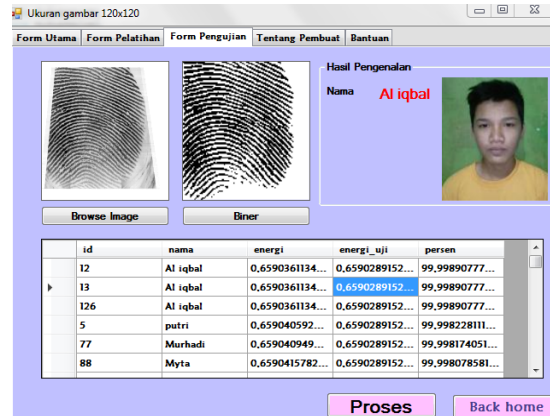 Ukuran gambar 120x120
Form Utama Form Pelatihan Form Pengujian Tentang Pembuat Bantuan
Hasil Pengenalan
Nama Al iqbal
Browse Image Biner
id nama energi energi_uji persen
12 Al iqbal 0,6590361134... 0,6590289152... 99,99890777...
13 Al iqbal 0,6590361134... 0,6590289152... 99,99890777...
126 Al iqbal 0,6590361134... 0,6590289152... 99,99890777...
5 putri 0,659040592... 0,6590289152... 99,998228111...
77 Murhadi 0,659040949... 0,6590289152... 99,998174051...
88 Myta 0,6590415782... 0,6590289152... 99,998078581...
Proses Back home